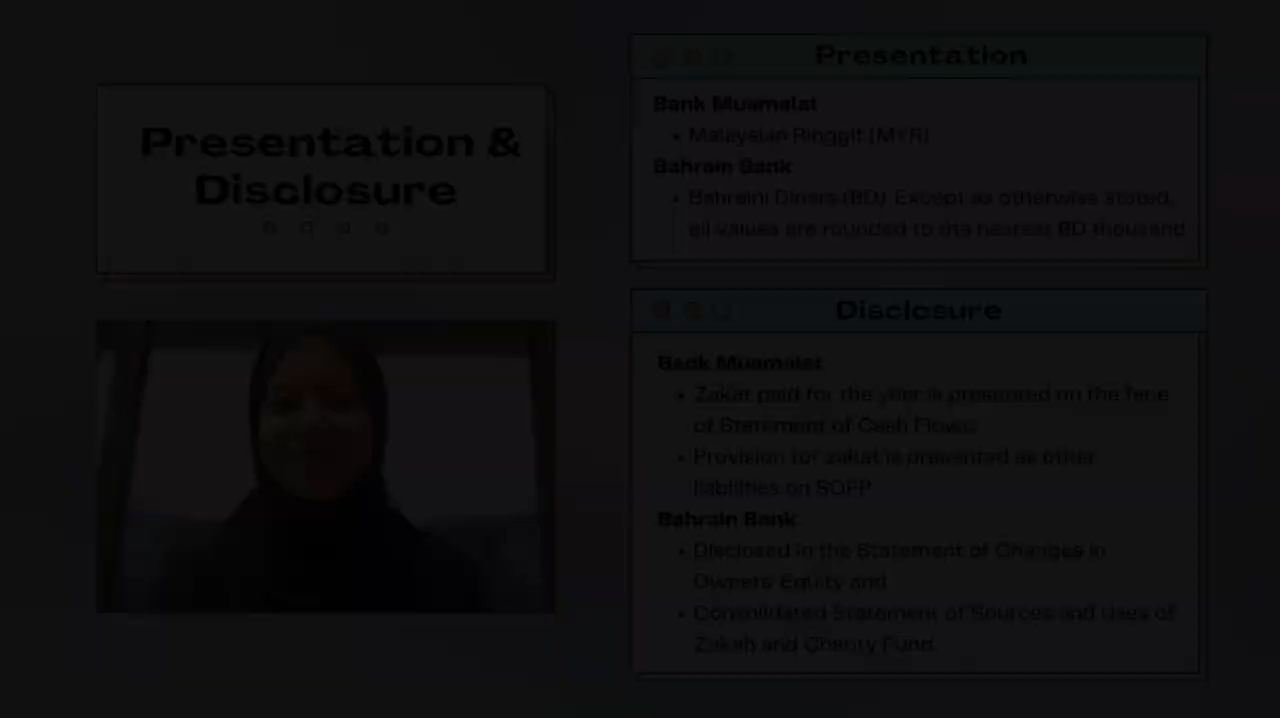 Presentation &
Disclosure
Presentation
Bank Muamalat
• Malaysian Ringgit (MYR)
Bahrain Bank
• Bahraini Dinars (BD) Except as otherwise stated,
all values are rounded to the nearest BD thousand
Disclosure
Bank Muamalat
• Zakat paid for the year is presented on the face
of Statement of Cash Flows
• Provision for zakat is presented as other
liabilities on SOFP
Bahrain Bank
• Disclosed in the Statement of Changes in
Owners' Equity and
• Consolidated Statement of Sources and Uses of
Zakah and Charity Fund